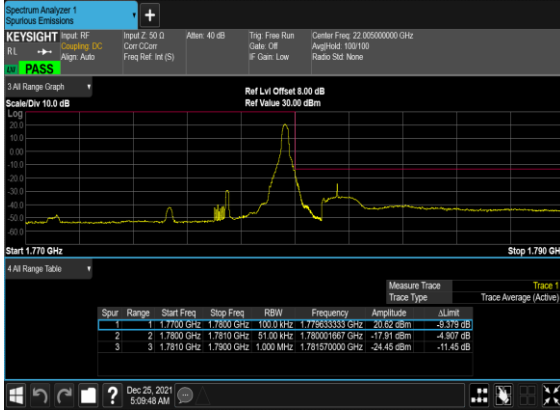 Spectrum Analyzer 1
Spurious Emissions
+
KEYSIGHT Input: RF Input Z: 50 Ω Atten: 40 dB Trig: Free Run Center Freq: 22.005000000 GHz
RL Coupling: DC Corr CCorr Gate: Off Avg|Hold: 100/100
Align: Auto Freq Ref: Int (S) IF Gain: Low Radio Std: None
PASS
3 All Range Graph
Ref Lvl Offset 8.00 dB
Scale/Div 10.0 dB Ref Value 30.00 dBm
Log
20.0
10.0
0.00
-10.0
-20.0
-30.0
-40.0
-50.0
-60.0
Start 1.770 GHz Stop 1.790 GH
4 All Range Table
Measure Trace Trace 1
Trace Type Trace Average (Active)
Spur Range Start Freq Stop Freq RBW Frequency Amplitude ΔLimit
1 1 1.7700 GHz 1.7800 GHz 100.0 kHz 1.779633333 GHz 20.62 dBm -9.379 dB
2 2 1.7800 GHz 1.7810 GHz 51.00 kHz 1.780001667 GHz -17.91 dBm -4.907 dB
3 3 1.7810 GHz 1.7900 GHz 1.000 MHz 1.781570000 GHz -24.45 dBm -11.45 dB
? Dec 25, 2021
5:09:48 AM